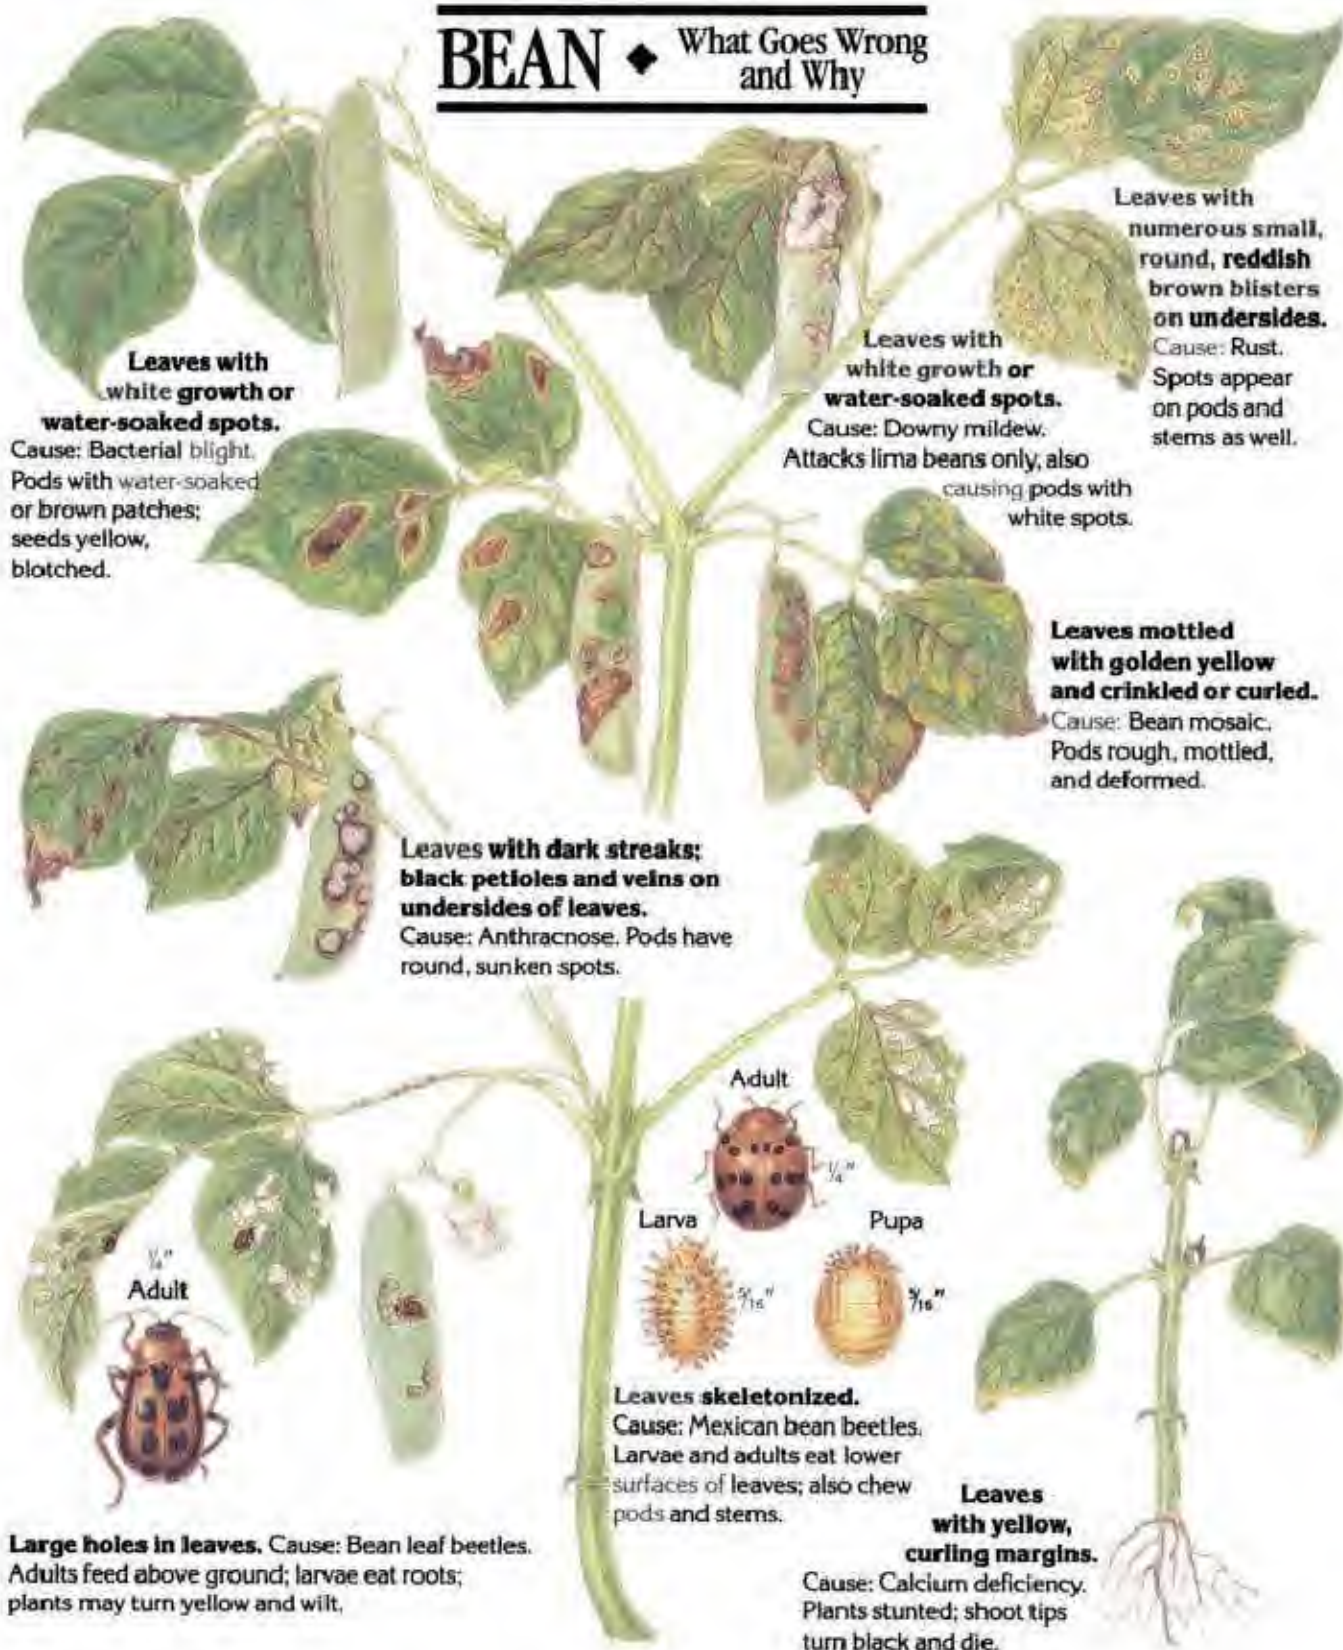 BEAN ◆ What Goes Wrong
and Why
Leaves with
white growth or
water-soaked spots.
Cause: Bacterial blight.
Pods with water-soaked
or brown patches;
seeds yellow,
blotched.
Leaves with
white growth or
water-soaked spots.
Cause: Downy mildew.
Attacks lima beans only, also
causing pods with
white spots.
Leaves with
numerous small,
round, reddish
brown blisters
on undersides.
Cause: Rust.
Spots appear
on pods and
stems as well.
Leaves mottled
with golden yellow
and crinkled or curled.
Cause: Bean mosaic.
Pods rough, mottled,
and deformed.
Leaves with dark streaks;
black petioles and veins on
undersides of leaves.
Cause: Anthracnose. Pods have
round, sunken spots.
Adult
1/4"
Larva
5/16"
Pupa
5/16"
Leaves skeletonized.
Cause: Mexican bean beetles.
Larvae and adults eat lower
surfaces of leaves; also chew
pods and stems.
1/4"
Adult
Large holes in leaves. Cause: Bean leaf beetles.
Adults feed above ground; larvae eat roots;
plants may turn yellow and wilt.
Leaves
with yellow,
curling margins.
Cause: Calcium deficiency.
Plants stunted; shoot tips
turn black and die.